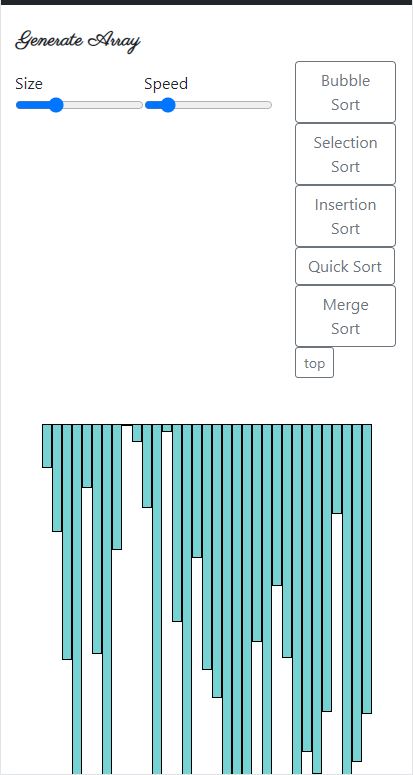 Generate Array
Size
Speed
Bubble
Sort
Selection
Sort
Insertion
Sort
Quick Sort
Merge
Sort
top